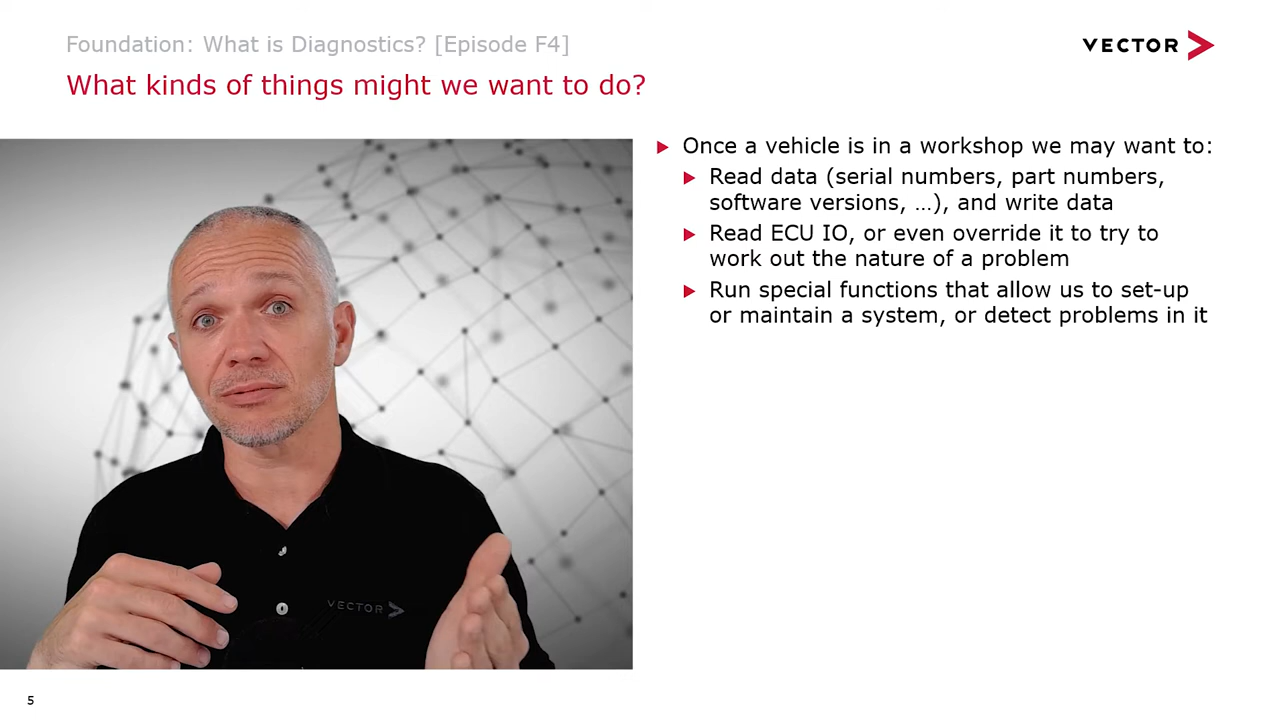 Foundation: What is Diagnostics? [Episode F4]
VECTOR
What kinds of things might we want to do?
Once a vehicle is in a workshop we may want to:
Read data (serial numbers, part numbers,
software versions, …), and write data
Read ECU IO, or even override it to try to
work out the nature of a problem
Run special functions that allow us to set-up
or maintain a system, or detect problems in it
VECTOR
5